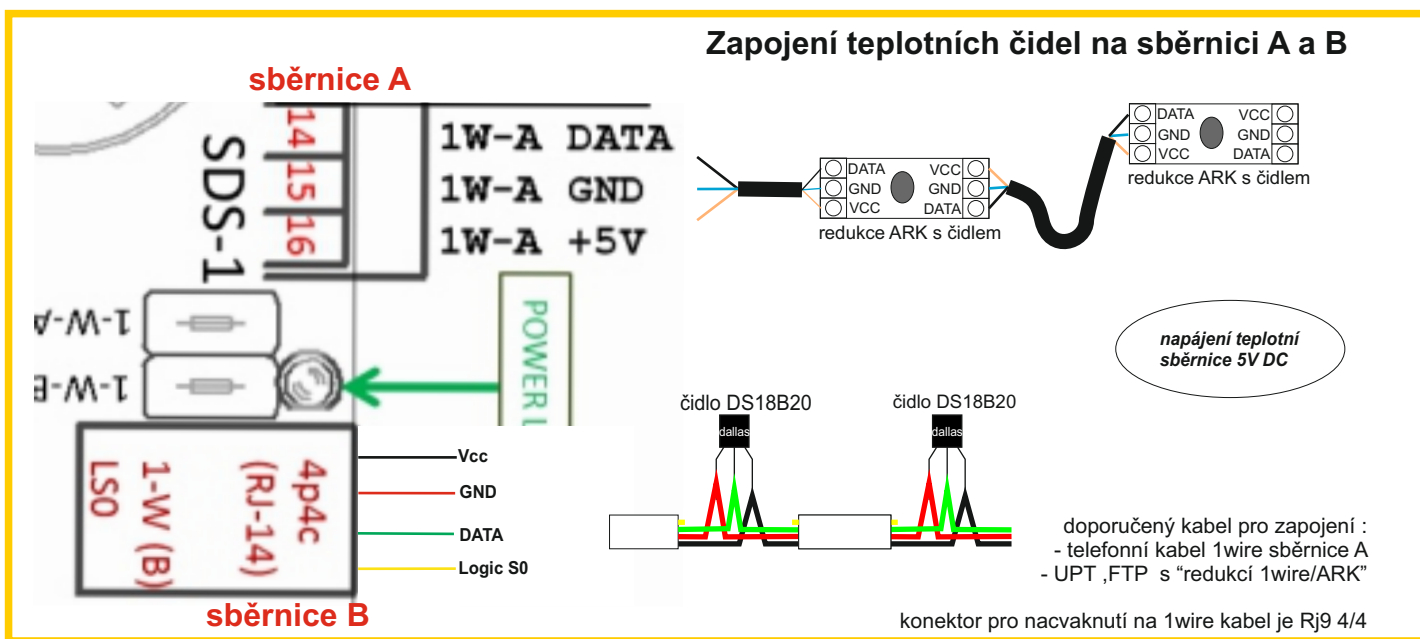 Zapojení teplotních čidel na sběrnici A a B
sběrnice A
14
15
16
SDS-1
1W-A DATA
1W-A GND
1W-A +5V
1-W-A
1-W-B
POWER L
4p4c
(RJ-14)
1-W (B)
LS0
Vcc
GND
DATA
Logic S0
sběrnice B
DATA VCC
GND GND
VCC DATA
redukce ARK s čidlem
DATA VCC
GND GND
VCC DATA
redukce ARK s čidlem
napájení teplotní
sběrnice 5V DC
čidlo DS18B20
dallas
čidlo DS18B20
dallas
doporučený kabel pro zapojení :
- telefonní kabel 1wire sběrnice A
- UPT ,FTP s “redukcí 1wire/ARK”
konektor pro nacvaknutí na 1wire kabel je Rj9 4/4